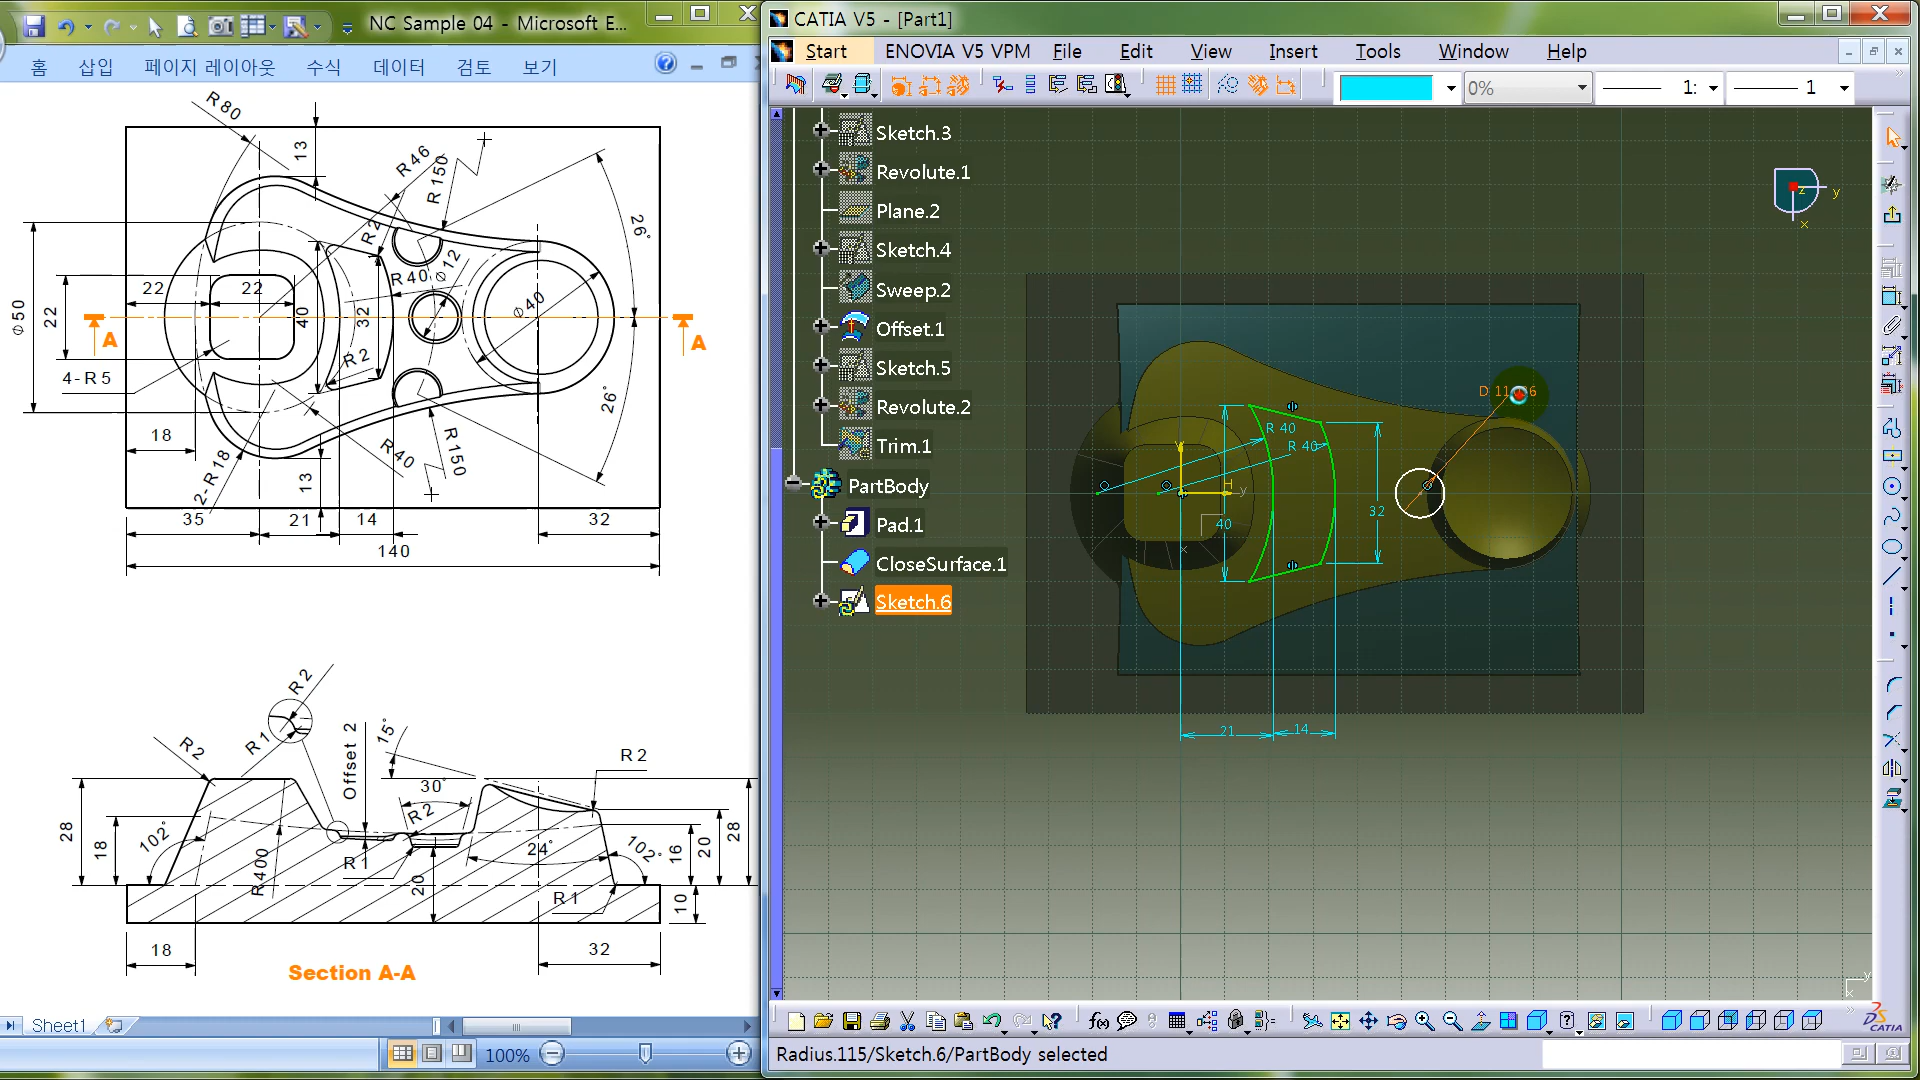 NC Sample 04 - Microsoft E...
홈 삽입 페이지 레이아웃 수식 데이터 검토 보기
R80
13
R46
R150
26°
R2
R40
Φ12
Φ40
Φ50
22
22
22
40
32
A
A
R2
4-R5
26°
18
2-R18
13
R40
R150
35
21
14
32
140
R2
R1
R2
Offset 2
15°
R2
30°
R2
28
18
102°
R400
R1
20
24°
102°
R1
16
20
28
10
18
32
Section A-A
Sheet1
100%
CATIA V5 - [Part1]
Start ENOVIA V5 VPM File Edit View Insert Tools Window Help
0%
1:
1
Sketch.3
Revolute.1
Plane.2
Sketch.4
Sweep.2
Offset.1
Sketch.5
Revolute.2
Trim.1
PartBody
Pad.1
CloseSurface.1
Sketch.6
z
y
x
R 40
R 40
40
32
21
14
y
x
CATIA
Radius.115/Sketch.6/PartBody selected